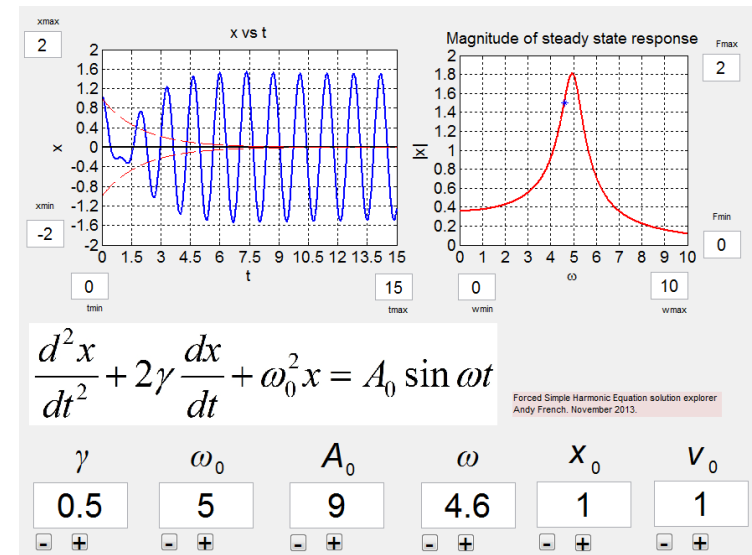 xmax
2
x vs t
2
1.6
1.2
0.8
0.4
0
-0.4
-0.8
-1.2
-1.6
-2
x
xmin
-2
0 1.5 3 4.5 6 7.5 9 10.5 12 13.5 15
t
0
tmin
15
tmax
Magnitude of steady state response
Fmax
2
2
1.8
1.6
1.4
1.2
1
0.8
0.6
0.4
0.2
0
|x|
Fmin
0
0 1 2 3 4 5 6 7 8 9 10
ω
0
wmin
10
wmax
d²x/dt² + 2γ dx/dt + ω₀²x = A₀ sin ωt
Forced Simple Harmonic Equation solution explorer
Andy French. November 2013.
γ ω₀ A₀ ω x₀ v₀
0.5 5 9 4.6 1 1
- + - + - + - + - + - +